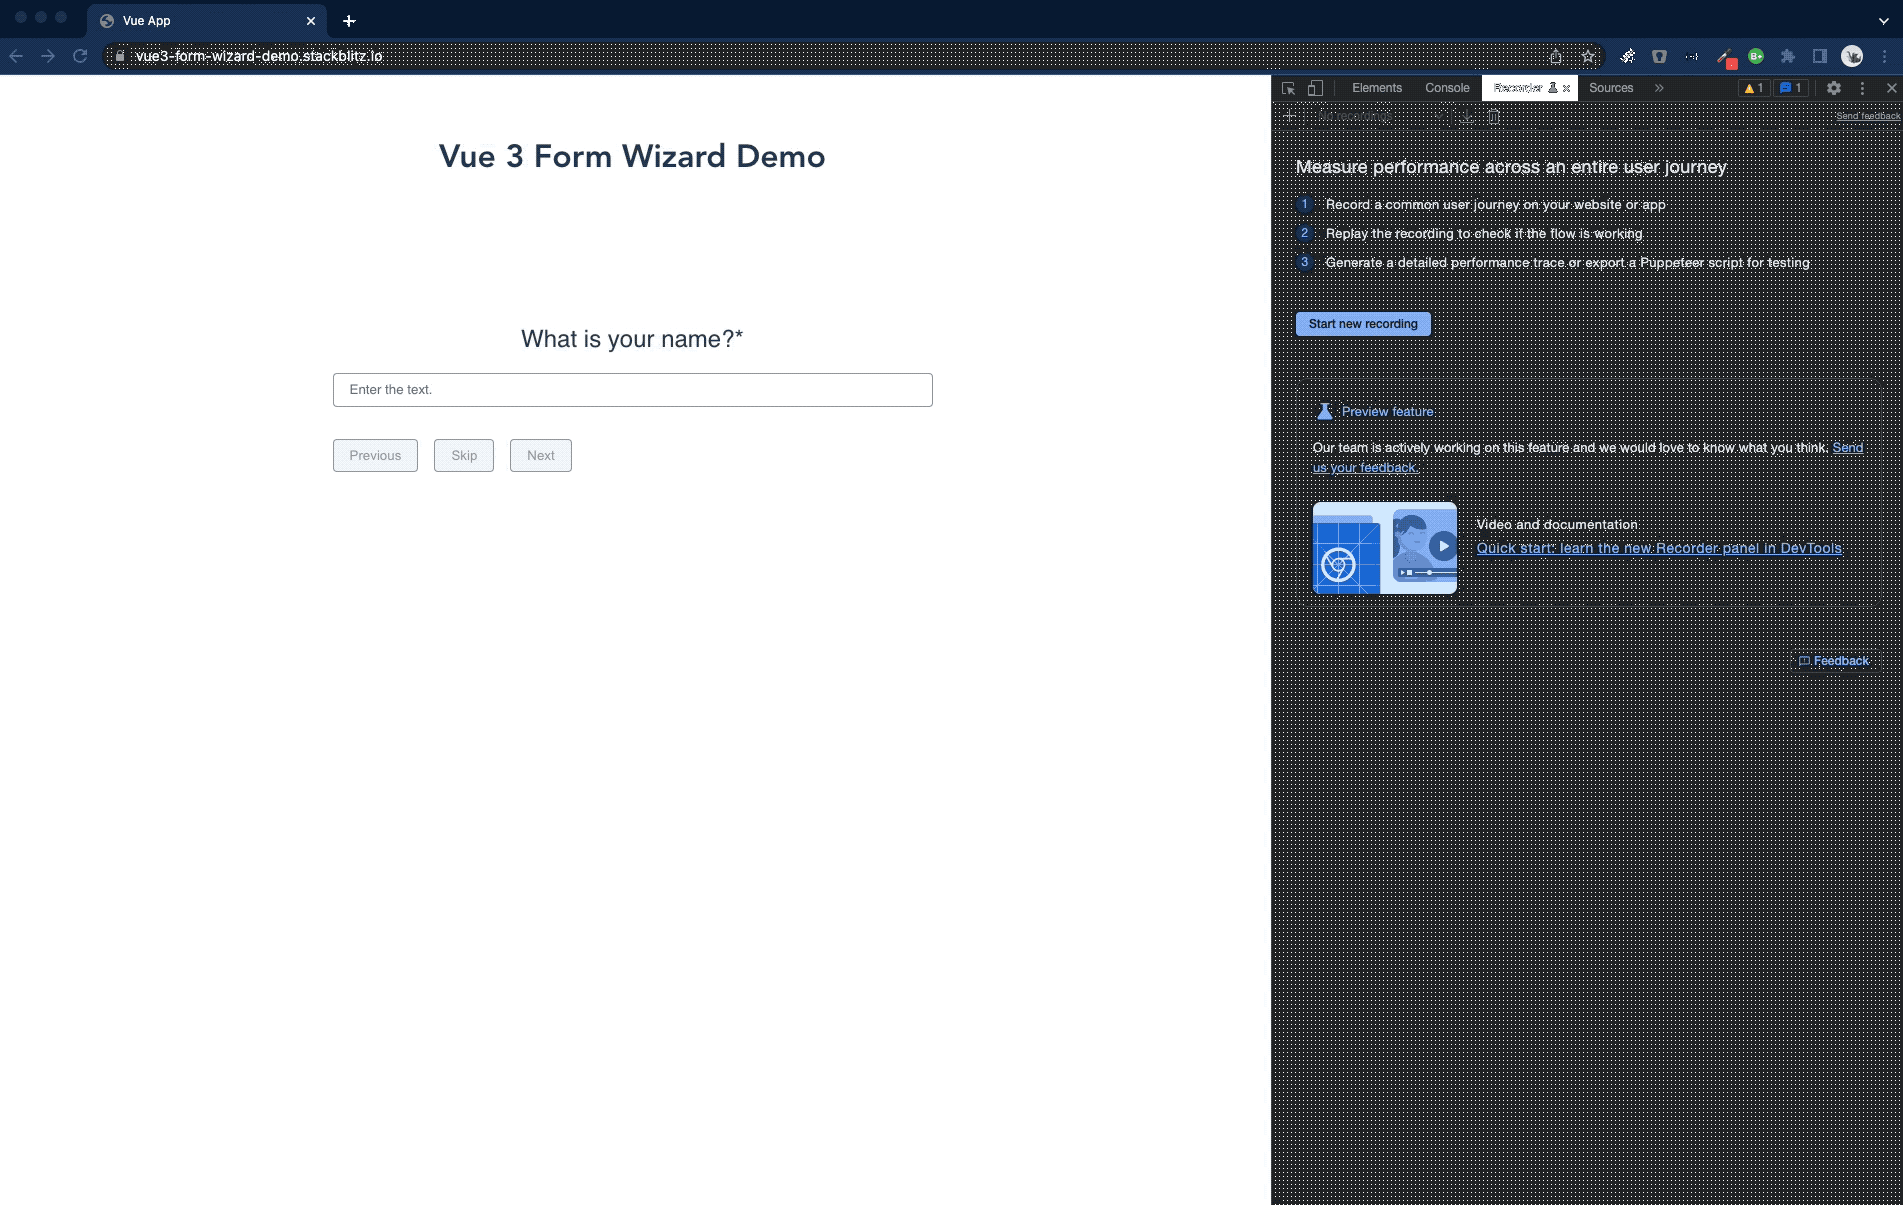 Vue App
vue3-form-wizard-demo.stackblitz.io
Elements
Console
Recorder
Sources
1
1
No recordings
Send feedback
Vue 3 Form Wizard Demo
What is your name?*
Enter the text.
Previous
Skip
Next
Measure performance across an entire user journey
1 Record a common user journey on your website or app
2 Replay the recording to check if the flow is working
3 Generate a detailed performance trace or export a Puppeteer script for testing
Start new recording
Preview feature
Our team is actively working on this feature and we would love to know what you think. Send
us your feedback.
Video and documentation
Quick start: learn the new Recorder panel in DevTools
Feedback